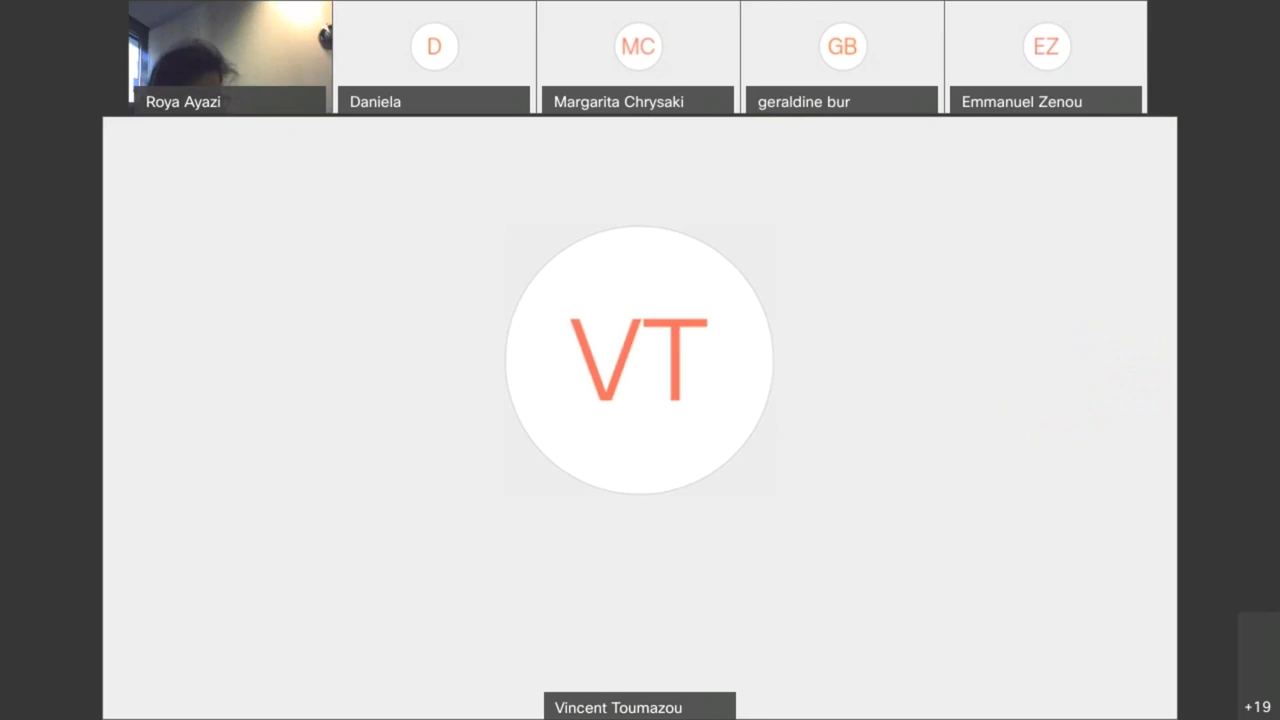 D
MC
GB
EZ
Roya Ayazi
Daniela
Margarita Chrysaki
geraldine bur
Emmanuel Zenou
VT
Vincent Toumazou
+19